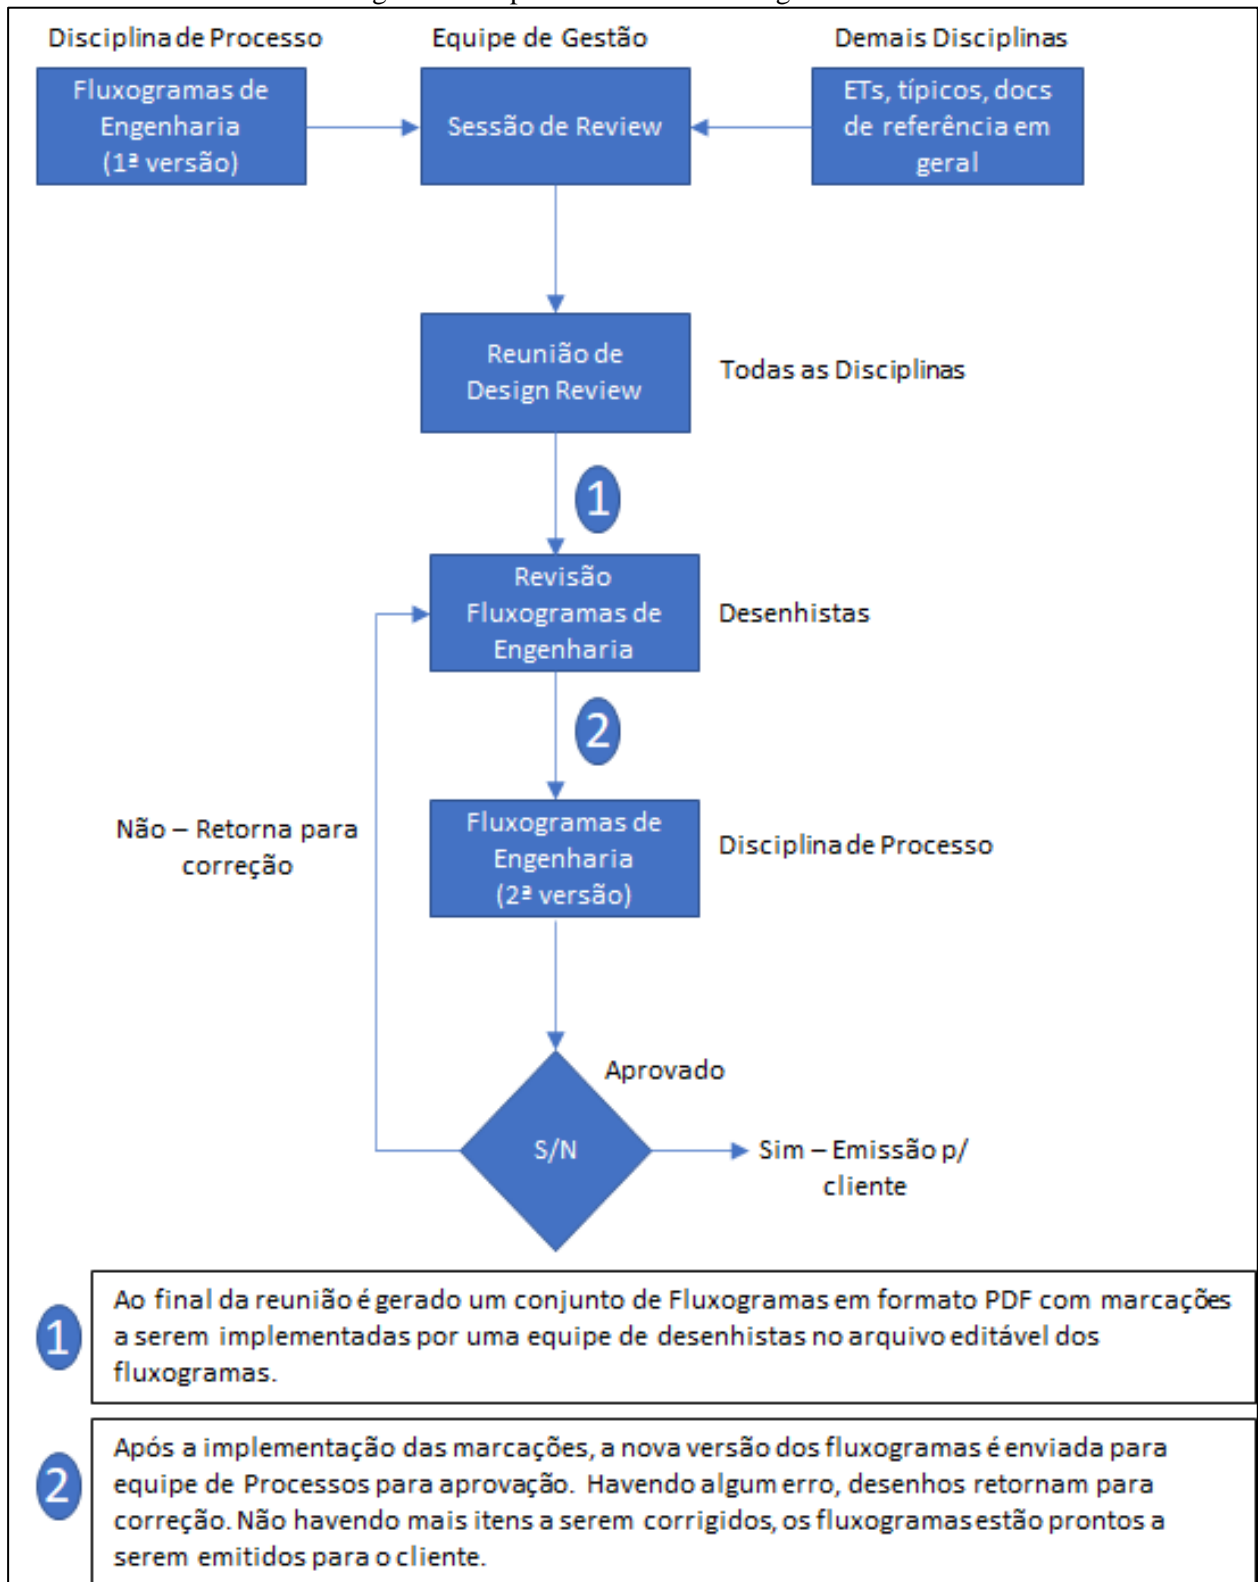 Disciplina de Processo
Equipe de Gestão
Demais Disciplinas
Fluxogramas de
Engenharia
(1ª versão)
Sessão de Review
ETs, típicos, docs
de referência em
geral
Reunião de
Design Review
Todas as Disciplinas
1
Revisão
Fluxogramas de
Engenharia
Desenhistas
2
Não – Retorna para
correção
Fluxogramas de
Engenharia
(2ª versão)
Disciplina de Processo
Aprovado
S/N
Sim – Emissão p/
cliente
1
Ao final da reunião é gerado um conjunto de Fluxogramas em formato PDF com marcações
a serem implementadas por uma equipe de desenhistas no arquivo editável dos
fluxogramas.
2
Após a implementação das marcações, a nova versão dos fluxogramas é enviada para
equipe de Processos para aprovação. Havendo algum erro, desenhos retornam para
correção. Não havendo mais itens a serem corrigidos, os fluxogramas estão prontos a
serem emitidos para o cliente.